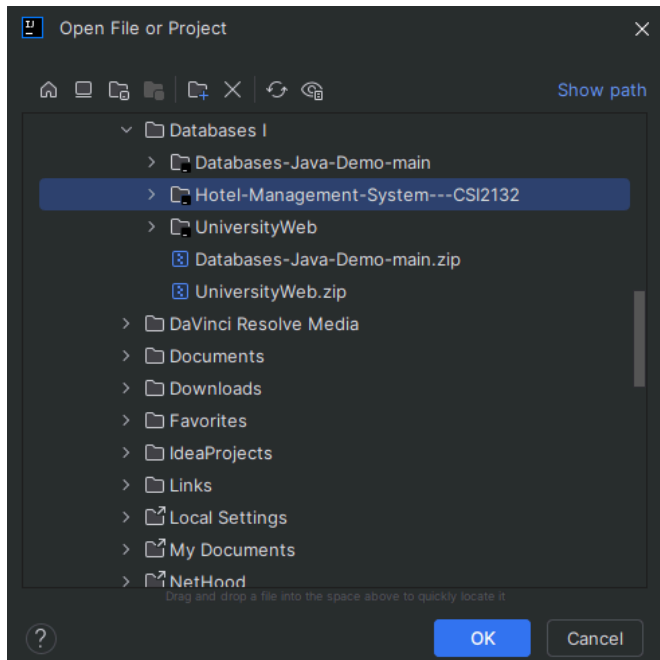 IJ
Open File or Project
Show path
Databases I
Databases-Java-Demo-main
Hotel-Management-System---CSI2132
UniversityWeb
Databases-Java-Demo-main.zip
UniversityWeb.zip
DaVinci Resolve Media
Documents
Downloads
Favorites
IdeaProjects
Links
Local Settings
My Documents
NetHood
Drag and drop a file into the space above to quickly locate it
?
OK
Cancel